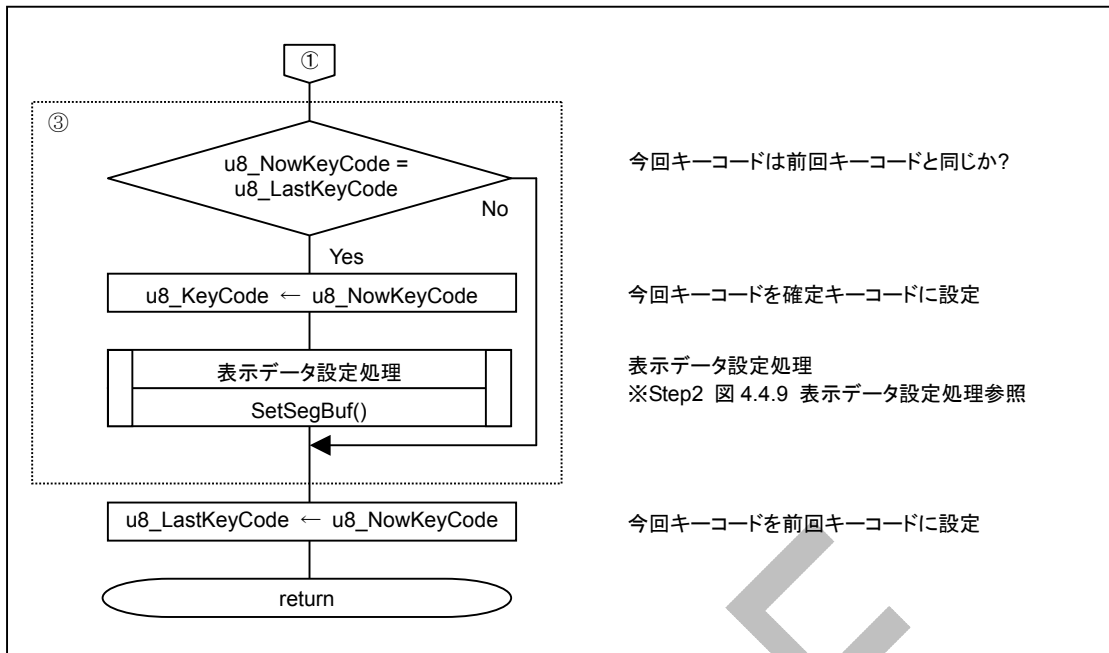 ①
③
u8_NowKeyCode =
u8_LastKeyCode
今回キーコードは前回キーコードと同じか?
No
Yes
u8_KeyCode ← u8_NowKeyCode
今回キーコードを確定キーコードに設定
表示データ設定処理
SetSegBuf()
表示データ設定処理
※Step2 図 4.4.9 表示データ設定処理参照
u8_LastKeyCode ← u8_NowKeyCode
今回キーコードを前回キーコードに設定
return